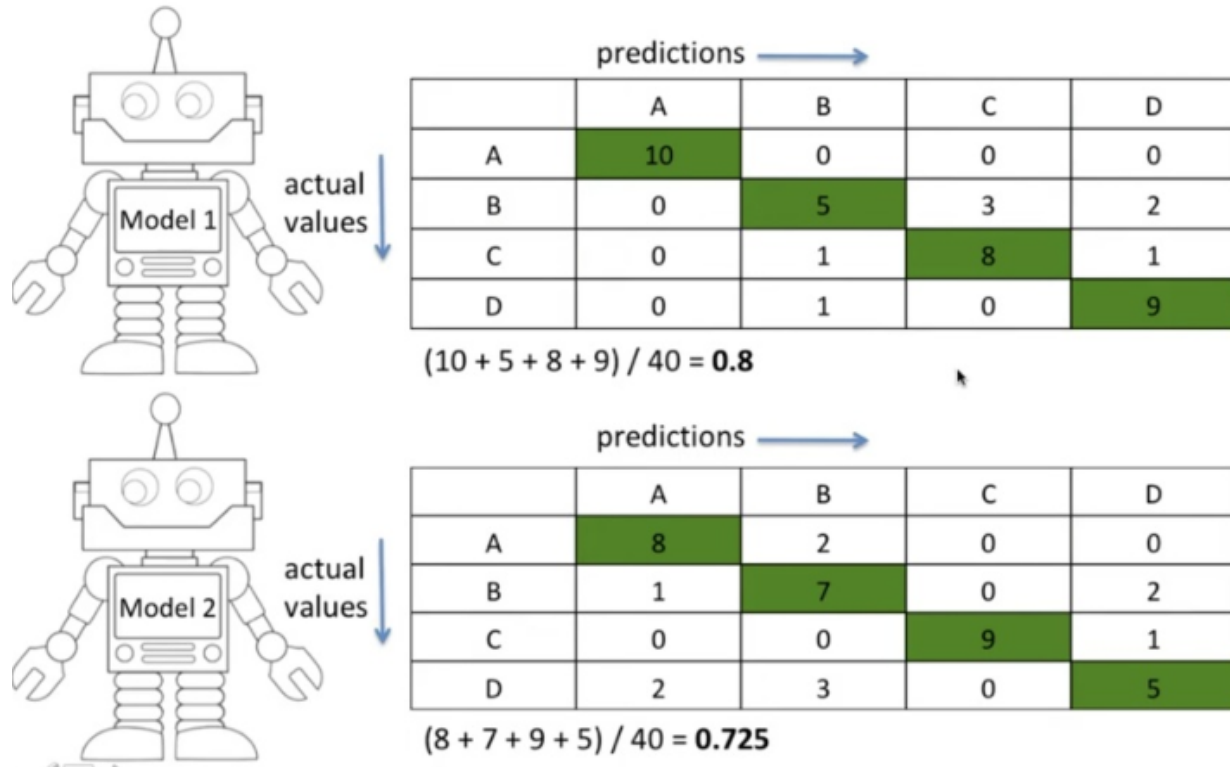 predictions
A B C D
A 10 0 0 0
B 0 5 3 2
C 0 1 8 1
D 0 1 0 9
actual
values
Model 1
(10 + 5 + 8 + 9) / 40 = 0.8
predictions
A B C D
A 8 2 0 0
B 1 7 0 2
C 0 0 9 1
D 2 3 0 5
actual
values
Model 2
(8 + 7 + 9 + 5) / 40 = 0.725